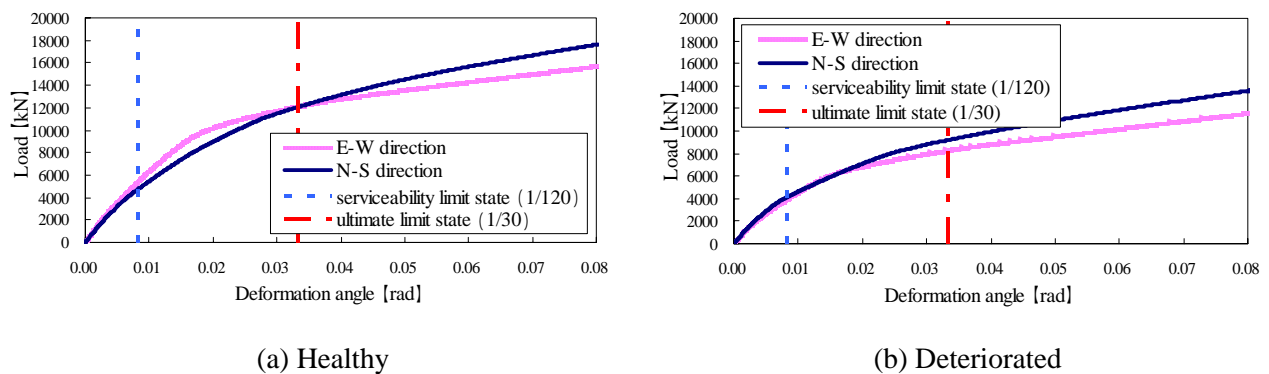 20000
18000
16000
14000
12000
10000
8000
6000
4000
2000
0
Load【kN】
E-W direction
N-S direction
serviceability limit state (1/120)
ultimate limit state (1/30)
0.00 0.01 0.02 0.03 0.04 0.05 0.06 0.07 0.08
Deformation angle【rad】
(a) Healthy
20000
18000
16000
14000
12000
10000
8000
6000
4000
2000
0
Load【kN】
E-W direction
N-S direction
serviceability limit state (1/120)
ultimate limit state (1/30)
0.00 0.01 0.02 0.03 0.04 0.05 0.06 0.07 0.08
Deformation angle【rad】
(b) Deteriorated